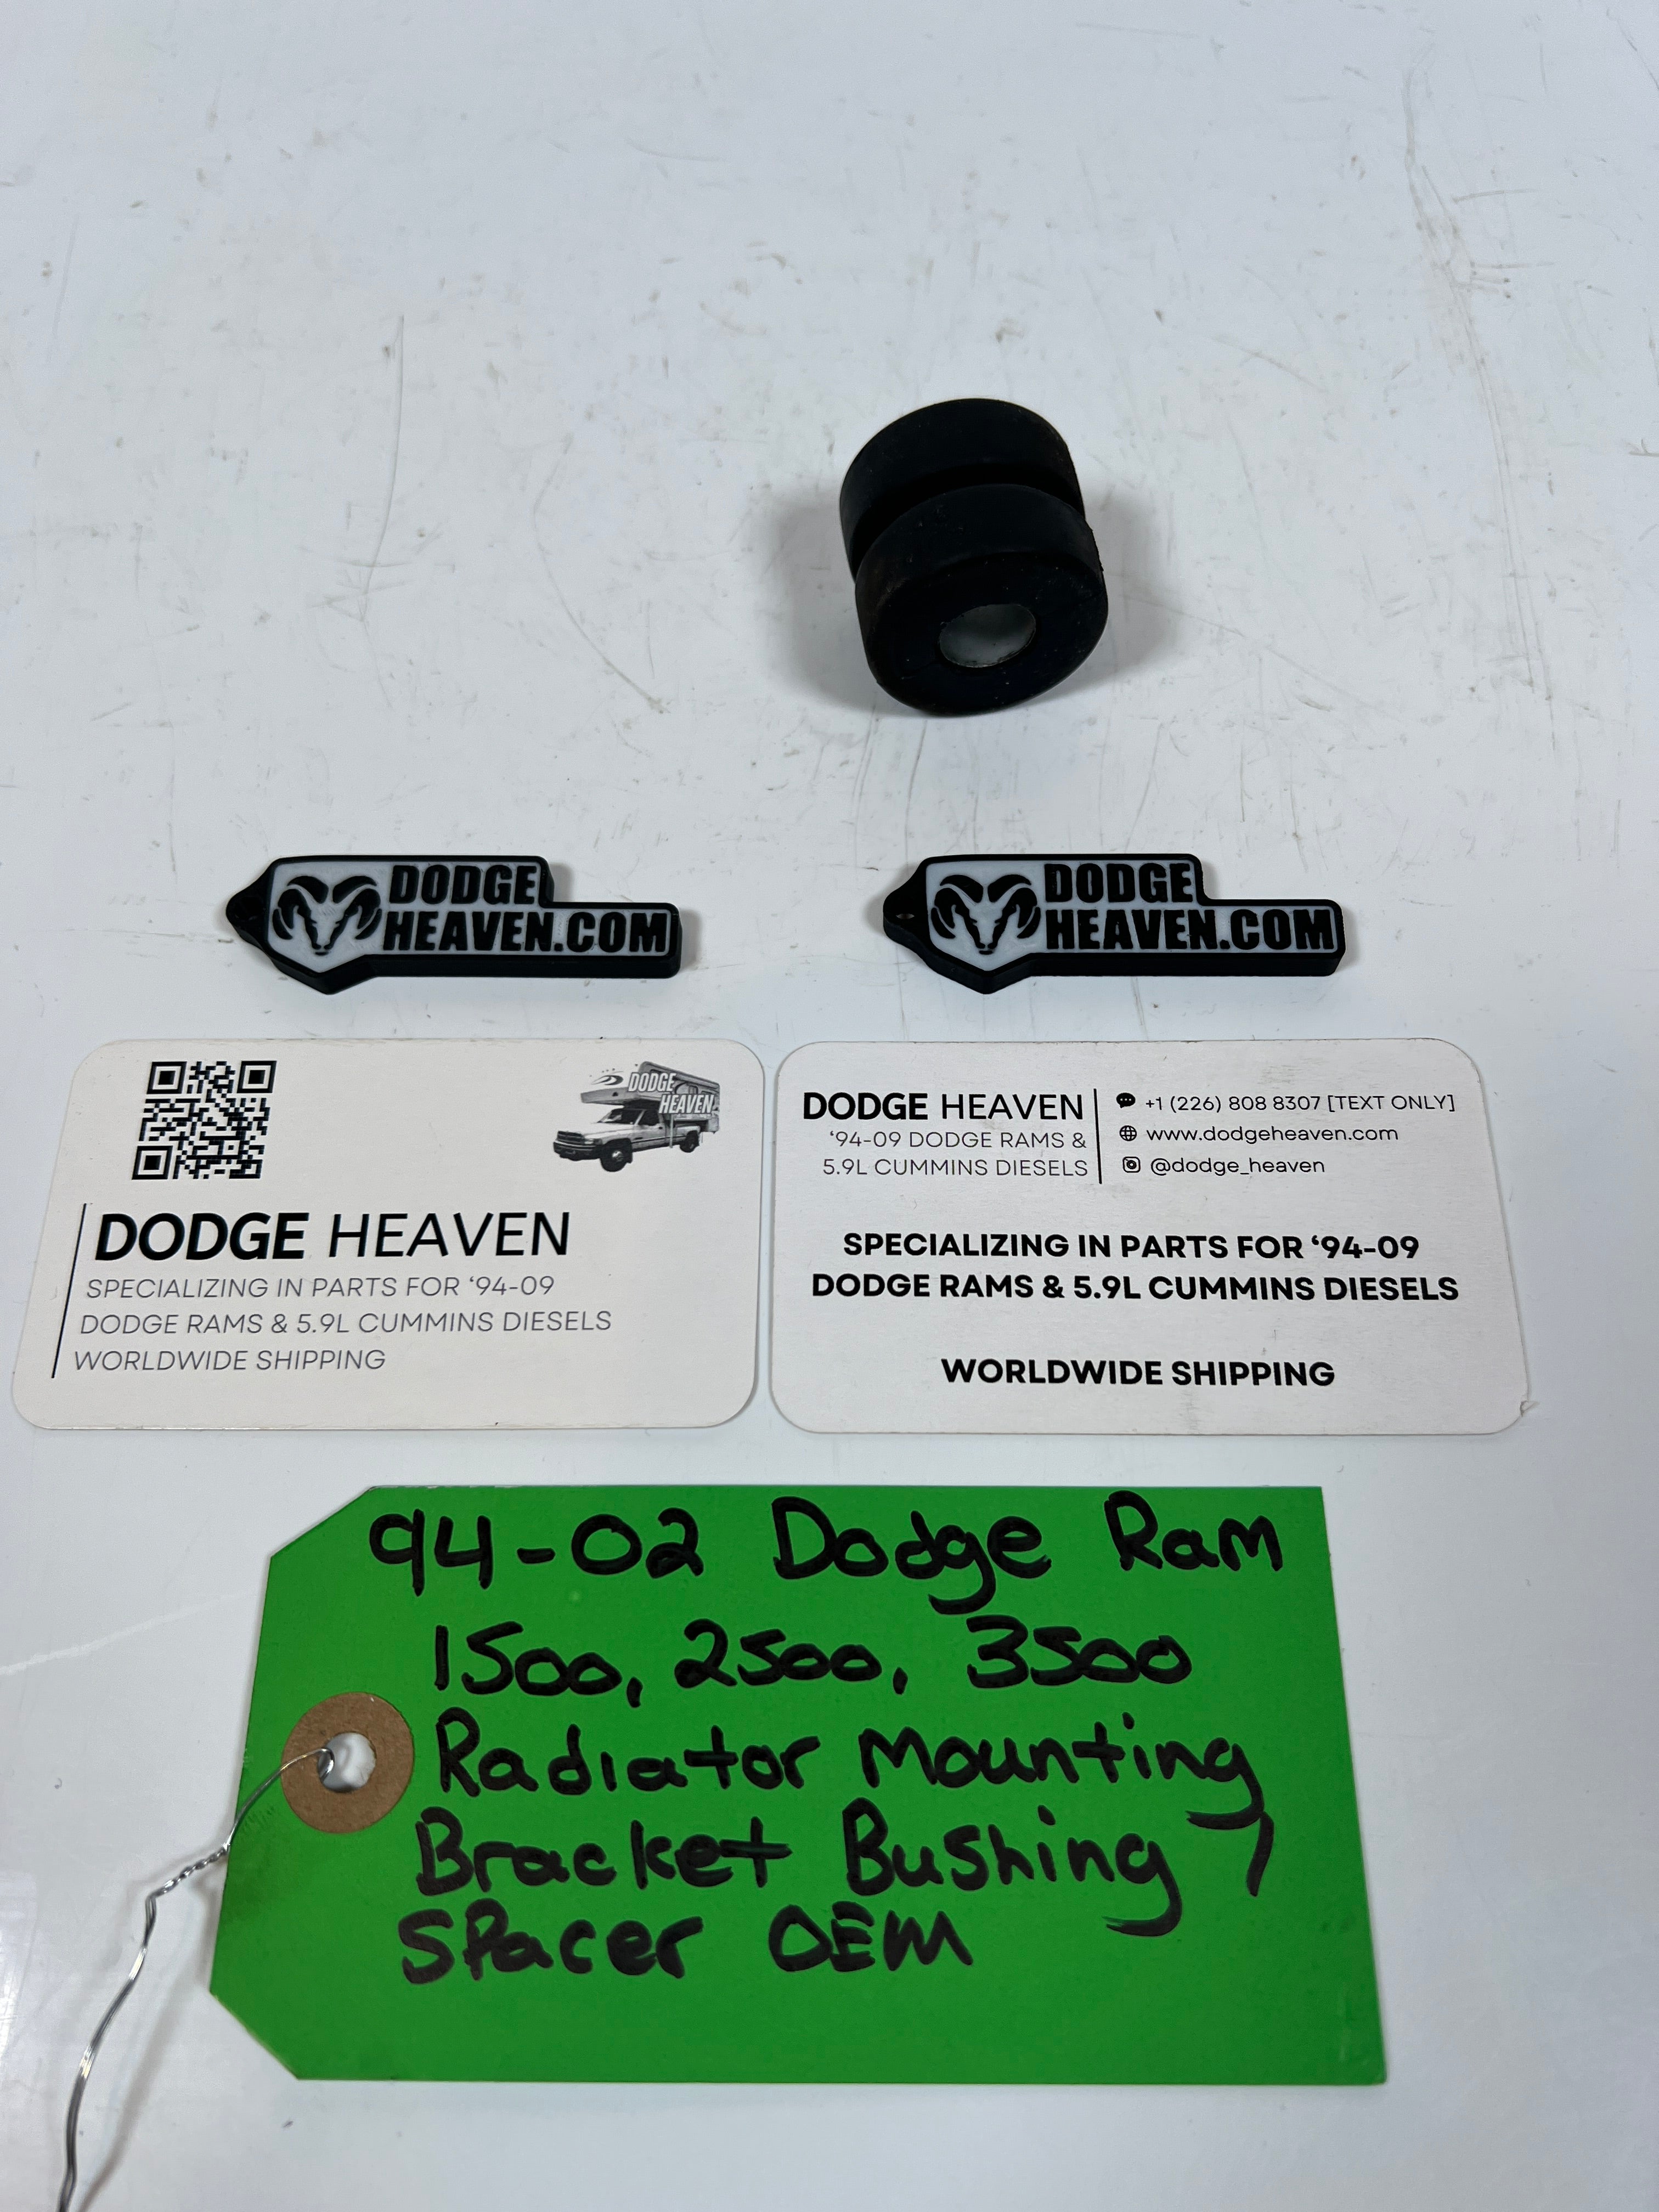 DODGE
HEAVEN.COM
DODGE
HEAVEN.COM
DODGE
HEAVEN
DODGE HEAVEN
SPECIALIZING IN PARTS FOR ‘94-09
DODGE RAMS & 5.9L CUMMINS DIESELS
WORLDWIDE SHIPPING
DODGE HEAVEN
‘94-09 DODGE RAMS &
5.9L CUMMINS DIESELS
+1 (226) 808 8307 [TEXT ONLY]
www.dodgeheaven.com
@dodge_heaven
SPECIALIZING IN PARTS FOR ‘94-09
DODGE RAMS & 5.9L CUMMINS DIESELS
WORLDWIDE SHIPPING
94-02 Dodge Ram
1500, 2500, 3500
Radiator Mounting
Bracket Bushing /
Spacer OEM